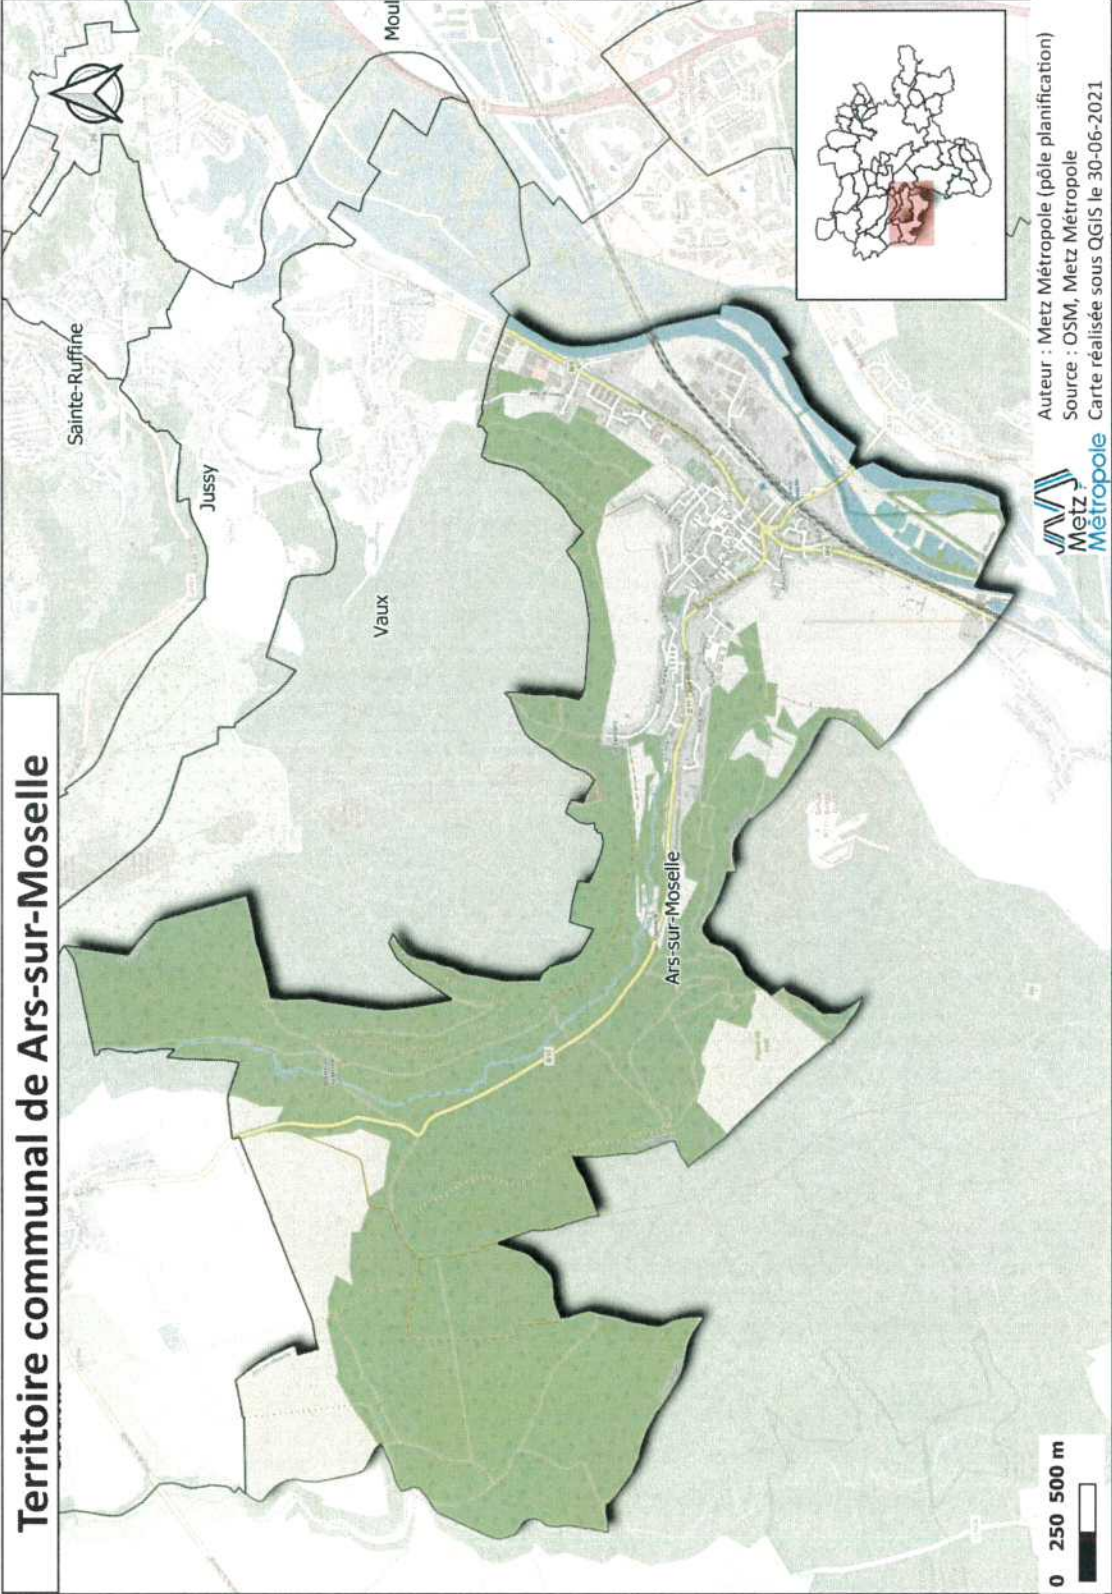 Territoire communal de Ars-sur-Moselle
Moul
Sainte-Ruffine
Jussy
Vaux
Ars-sur-Moselle
0 250 500 m
Metz
Métropole
Auteur : Metz Métropole (pôle planification)
Source : OSM, Metz Métropole
Carte réalisée sous QGIS le 30-06-2021